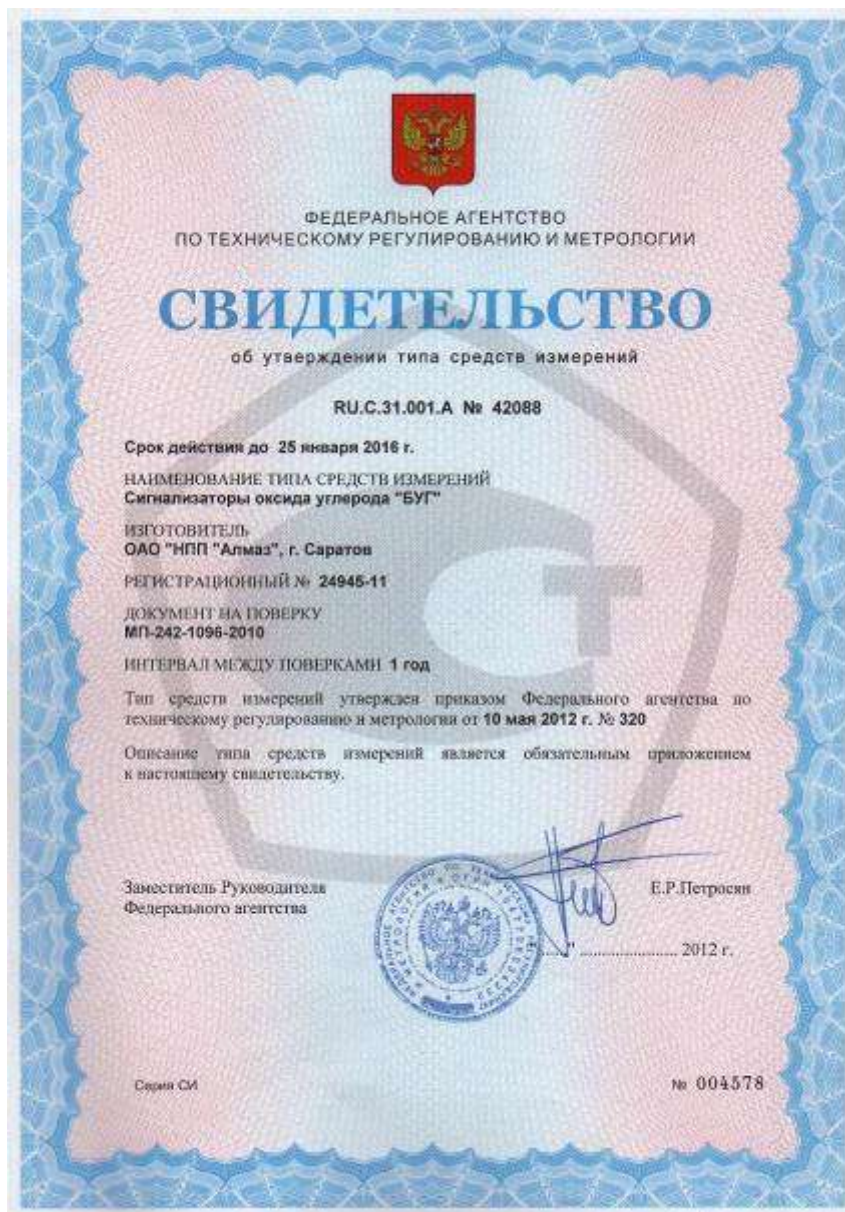 ФЕДЕРАЛЬНОЕ АГЕНТСТВО
ПО ТЕХНИЧЕСКОМУ РЕГУЛИРОВАНИЮ И МЕТРОЛОГИИ
СВИДЕТЕЛЬСТВО
об утверждении типа средств измерений
RU.C.31.001.A № 42088
Срок действия до 25 января 2016 г.
НАИМЕНОВАНИЕ ТИПА СРЕДСТВ ИЗМЕРЕНИЙ
Сигнализаторы оксида углерода "БУГ"
ИЗГОТОВИТЕЛЬ
ОАО "НПП "Алмаз", г. Саратов
РЕГИСТРАЦИОННЫЙ № 24945-11
ДОКУМЕНТ НА ПОВЕРКУ
МП-242-1096-2010
ИНТЕРВАЛ МЕЖДУ ПОВЕРКАМИ 1 год
Тип средств измерений утвержден приказом Федерального агентства по
техническому регулированию и метрологии от 10 мая 2012 г. № 320
Описание типа средств измерений является обязательным приложением
к настоящему свидетельству.
Заместитель Руководителя
Федерального агентства
Е.Р.Петросян
"......" ........................ 2012 г.
Серия СИ
№ 004578